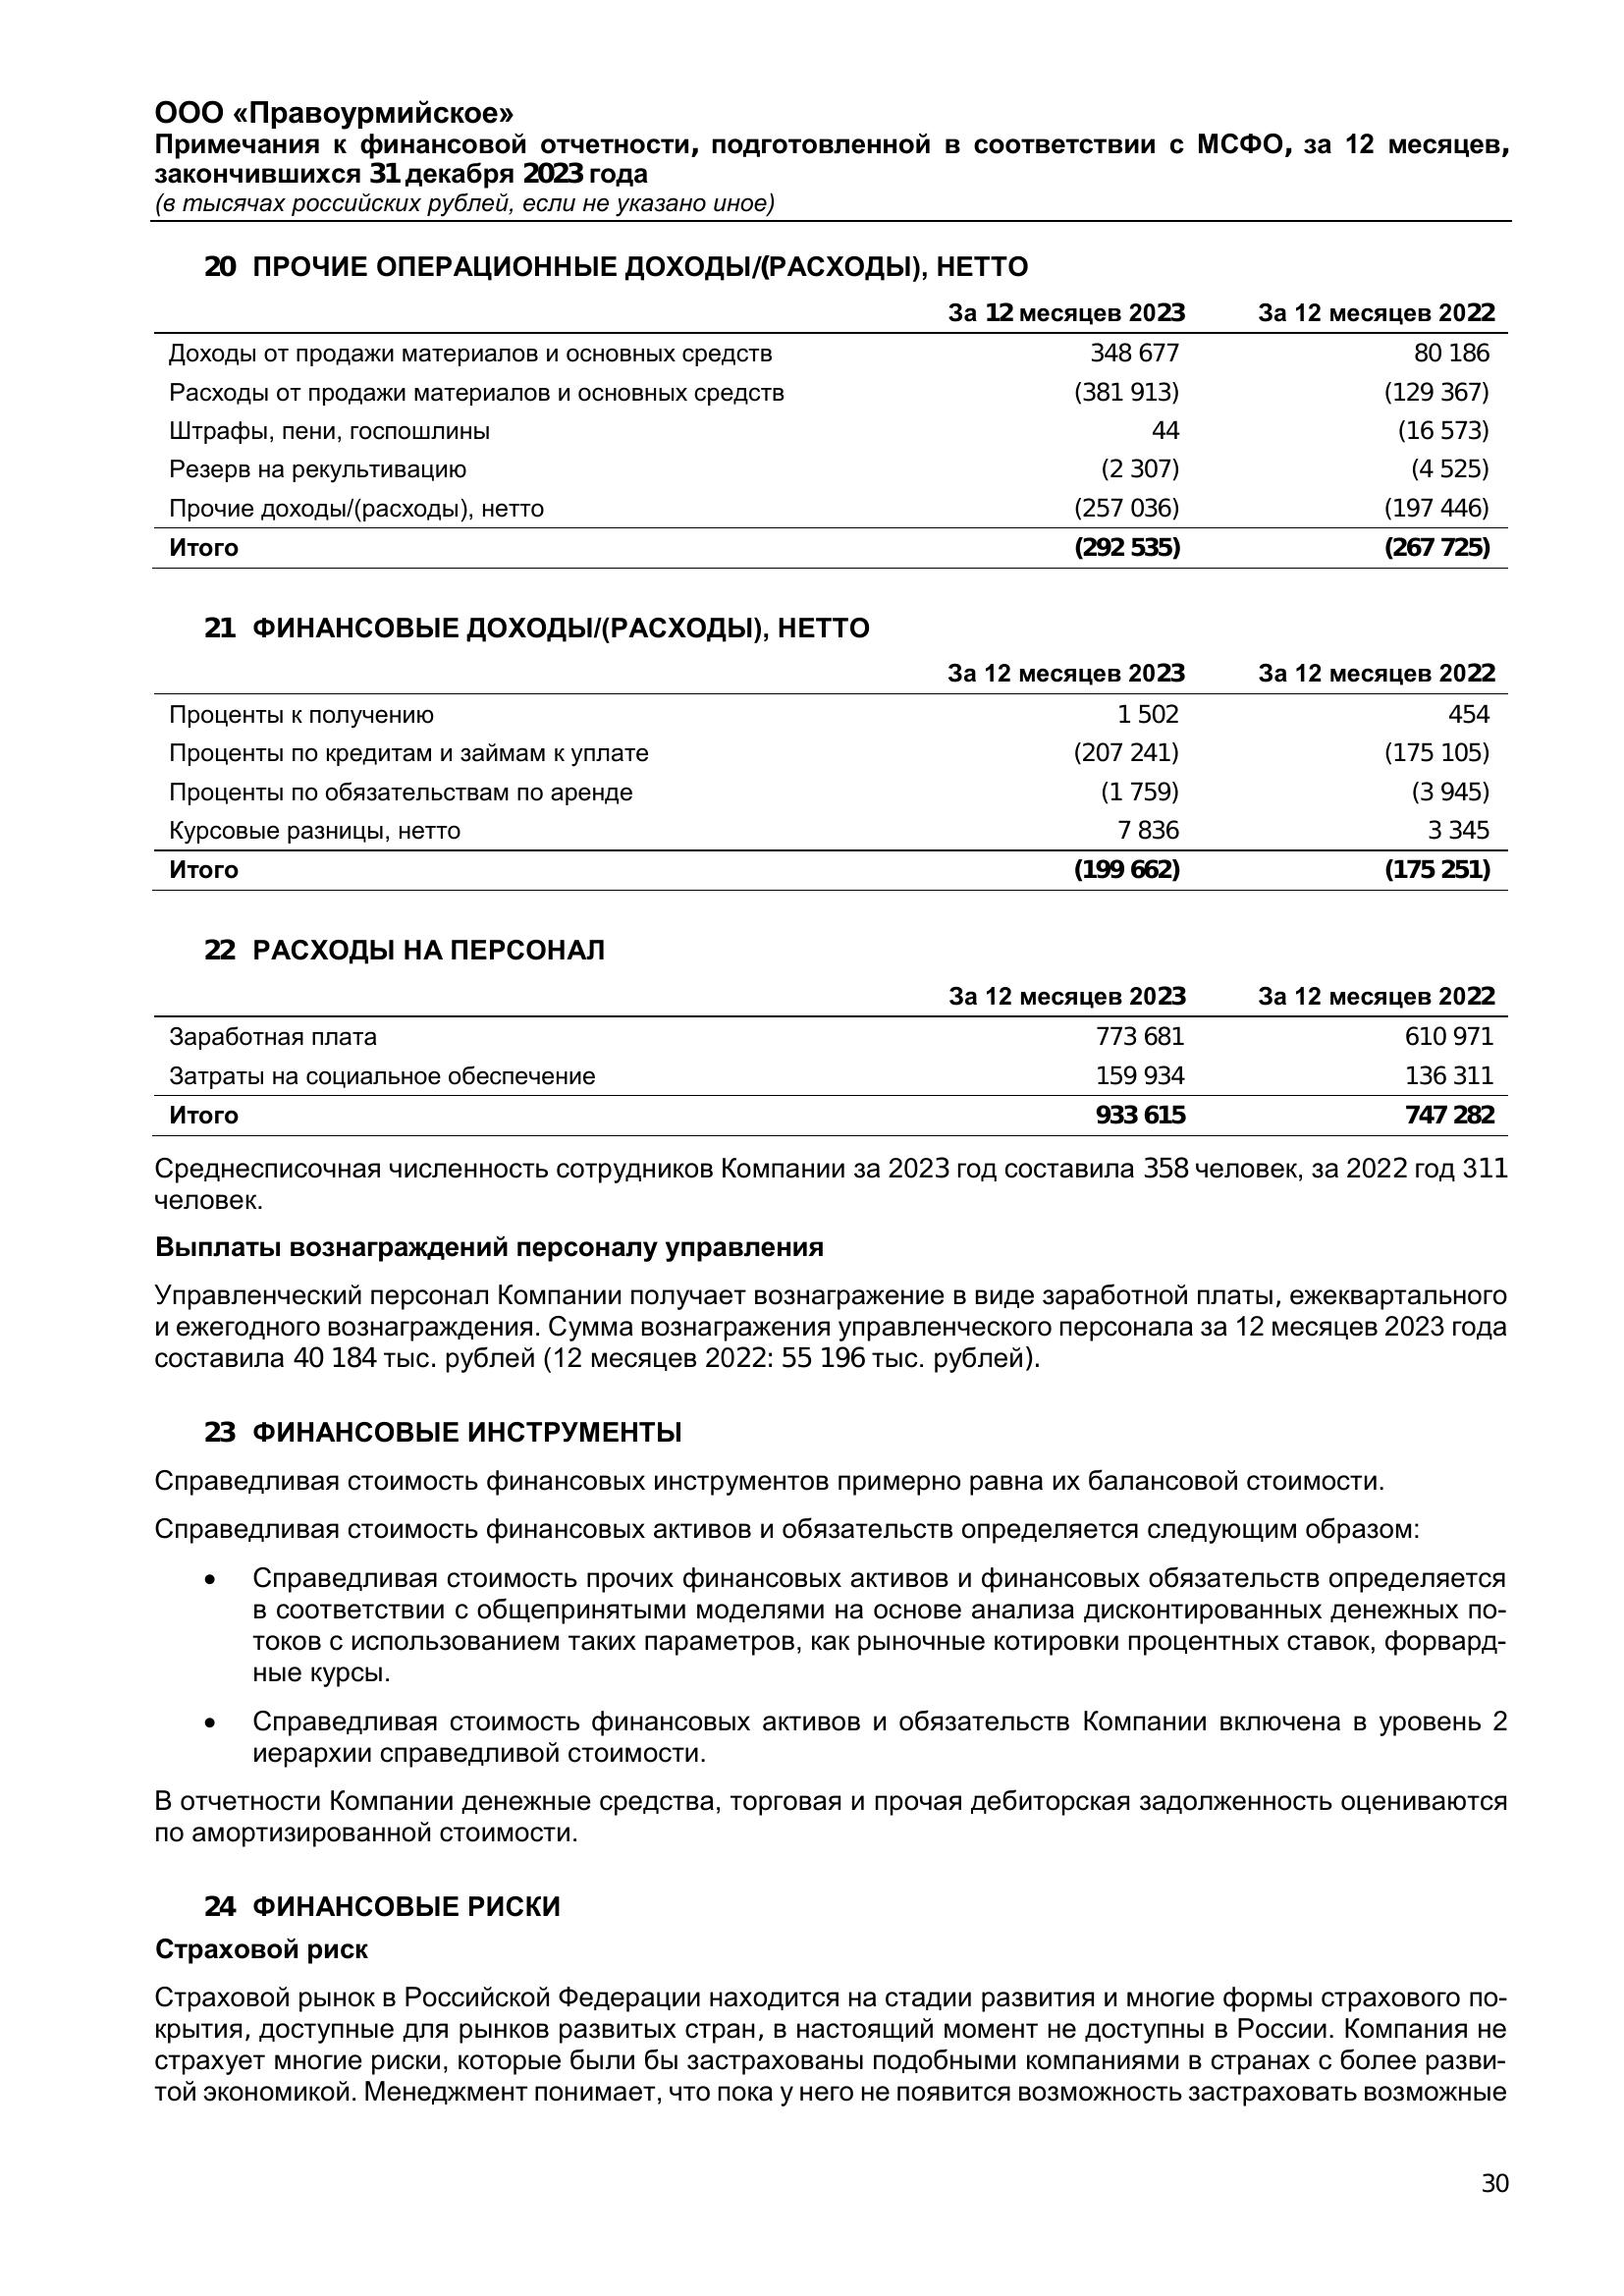 ООО «Правоурмийское»
Примечания к финансовой отчетности, подготовленной в соответствии с МСФО, за 12 месяцев,
закончившихся 31 декабря 2023 года
(в тысячах российских рублей, если не указано иное)
20 ПРОЧИЕ ОПЕРАЦИОННЫЕ ДОХОДЫ/(РАСХОДЫ), НЕТТО
За 12 месяцев 2023 За 12 месяцев 2022
Доходы от продажи материалов и основных средств 348 677 80 186
Расходы от продажи материалов и основных средств (381 913) (129 367)
Штрафы, пени, госпошлины 44 (16 573)
Резерв на рекультивацию (2 307) (4 525)
Прочие доходы/(расходы), нетто (257 036) (197 446)
Итого (292 535) (267 725)
21 ФИНАНСОВЫЕ ДОХОДЫ/(РАСХОДЫ), НЕТТО
За 12 месяцев 2023 За 12 месяцев 2022
Проценты к получению 1 502 454
Проценты по кредитам и займам к уплате (207 241) (175 105)
Проценты по обязательствам по аренде (1 759) (3 945)
Курсовые разницы, нетто 7 836 3 345
Итого (199 662) (175 251)
22 РАСХОДЫ НА ПЕРСОНАЛ
За 12 месяцев 2023 За 12 месяцев 2022
Заработная плата 773 681 610 971
Затраты на социальное обеспечение 159 934 136 311
Итого 933 615 747 282
Среднесписочная численность сотрудников Компании за 2023 год составила 358 человек, за 2022 год 311
человек.
Выплаты вознаграждений персоналу управления
Управленческий персонал Компании получает вознагражение в виде заработной платы, ежеквартального
и ежегодного вознаграждения. Сумма вознагражения управленческого персонала за 12 месяцев 2023 года
составила 40 184 тыс. рублей (12 месяцев 2022: 55 196 тыс. рублей).
23 ФИНАНСОВЫЕ ИНСТРУМЕНТЫ
Справедливая стоимость финансовых инструментов примерно равна их балансовой стоимости.
Справедливая стоимость финансовых активов и обязательств определяется следующим образом:
• Справедливая стоимость прочих финансовых активов и финансовых обязательств определяется
в соответствии с общепринятыми моделями на основе анализа дисконтированных денежных по-
токов с использованием таких параметров, как рыночные котировки процентных ставок, форвард-
ные курсы.
• Справедливая стоимость финансовых активов и обязательств Компании включена в уровень 2
иерархии справедливой стоимости.
В отчетности Компании денежные средства, торговая и прочая дебиторская задолженность оцениваются
по амортизированной стоимости.
24 ФИНАНСОВЫЕ РИСКИ
Страховой риск
Страховой рынок в Российской Федерации находится на стадии развития и многие формы страхового по-
крытия, доступные для рынков развитых стран, в настоящий момент не доступны в России. Компания не
страхует многие риски, которые были бы застрахованы подобными компаниями в странах с более разви-
той экономикой. Менеджмент понимает, что пока у него не появится возможность застраховать возможные
30